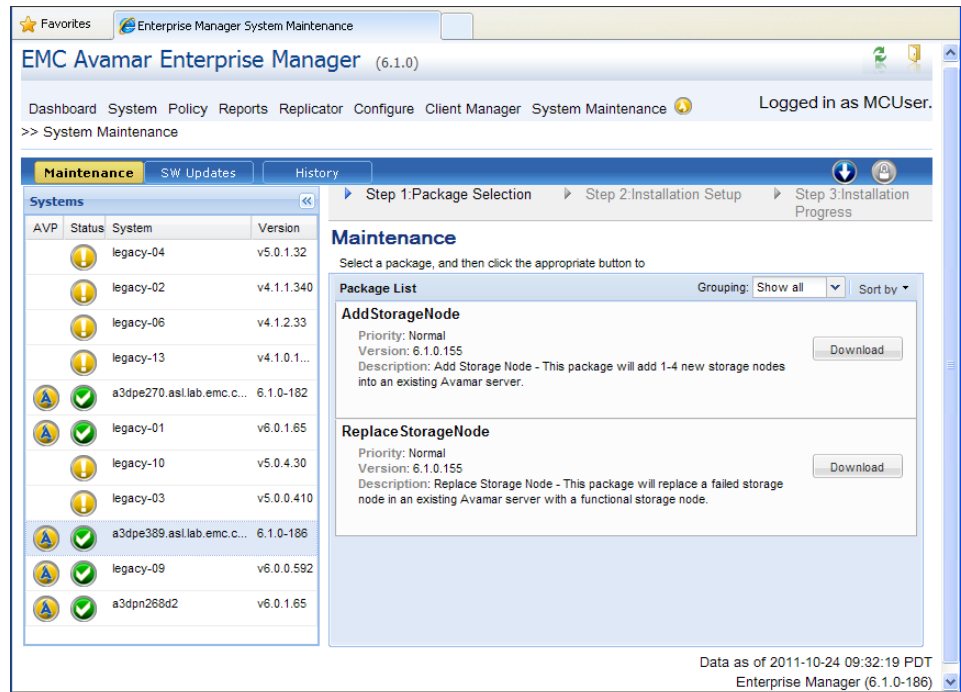 Favorites
Enterprise Manager System Maintenance
EMC Avamar Enterprise Manager (6.1.0)
Dashboard System Policy Reports Replicator Configure Client Manager System Maintenance
Logged in as MCUser.
>> System Maintenance
Maintenance SW Updates History
Systems
AVP Status System Version
legacy-04 v5.0.1.32
legacy-02 v4.1.1.340
legacy-06 v4.1.2.33
legacy-13 v4.1.0.1...
a3dpe270.asl.lab.emc.c... 6.1.0-182
legacy-01 v6.0.1.65
legacy-10 v5.0.4.30
legacy-03 v5.0.0.410
a3dpe389.asl.lab.emc.c... 6.1.0-186
legacy-09 v6.0.0.592
a3dpn268d2 v6.0.1.65
Step 1:Package Selection Step 2:Installation Setup Step 3:Installation
Progress
Maintenance
Select a package, and then click the appropriate button to
Package List Grouping: Show all Sort by
AddStorageNode
Priority: Normal
Version: 6.1.0.155
Description: Add Storage Node - This package will add 1-4 new storage nodes
into an existing Avamar server.
Download
ReplaceStorageNode
Priority: Normal
Version: 6.1.0.155
Description: Replace Storage Node - This package will replace a failed storage
node in an existing Avamar server with a functional storage node.
Download
Data as of 2011-10-24 09:32:19 PDT
Enterprise Manager (6.1.0-186)